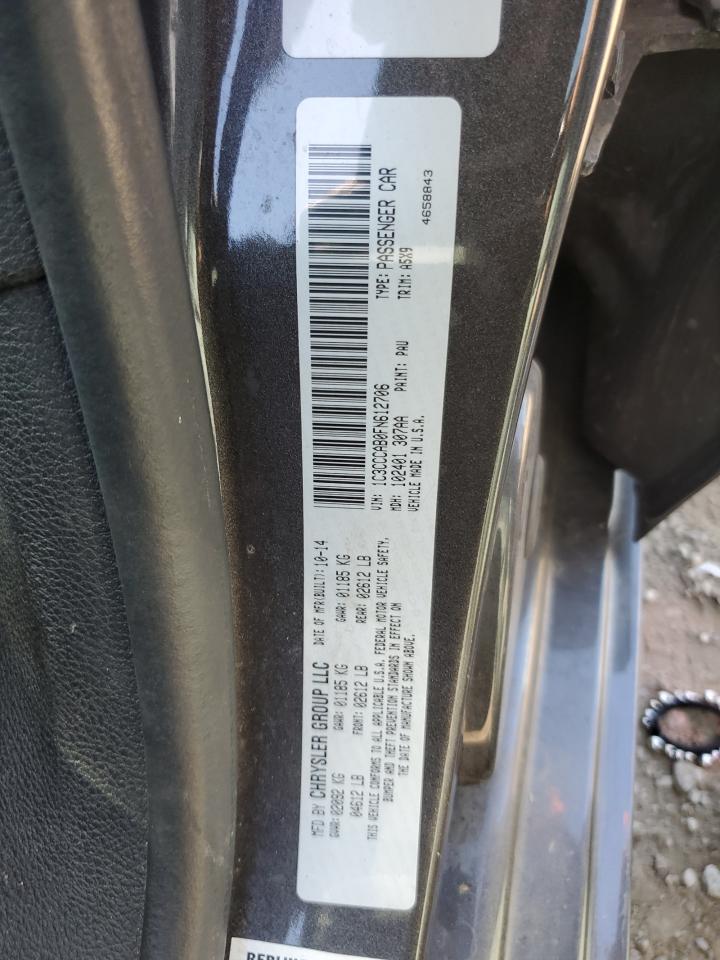 MFD BY CHRYSLER GROUP LLC
DATE OF MFR(BUILT):10-14
GVWR:02092 KG
GAWR:01185 KG
GAWR:01185 KG
04612 LB
FRONT:02612 LB
REAR:02612 LB
THIS VEHICLE CONFORMS TO ALL APPLICABLE U.S.A. FEDERAL MOTOR VEHICLE SAFETY,
BUMPER AND THEFT PREVENTION STANDARDS IN EFFECT ON
THE DATE OF MANUFACTURE SHOWN ABOVE.
VIN: 1C3CCCAB0FN612706
TYPE: PASSENGER CAR
MDH: 102401 307AA
PAINT: PAU
TRIM: A5X9
VEHICLE MADE IN U.S.A.
4658843